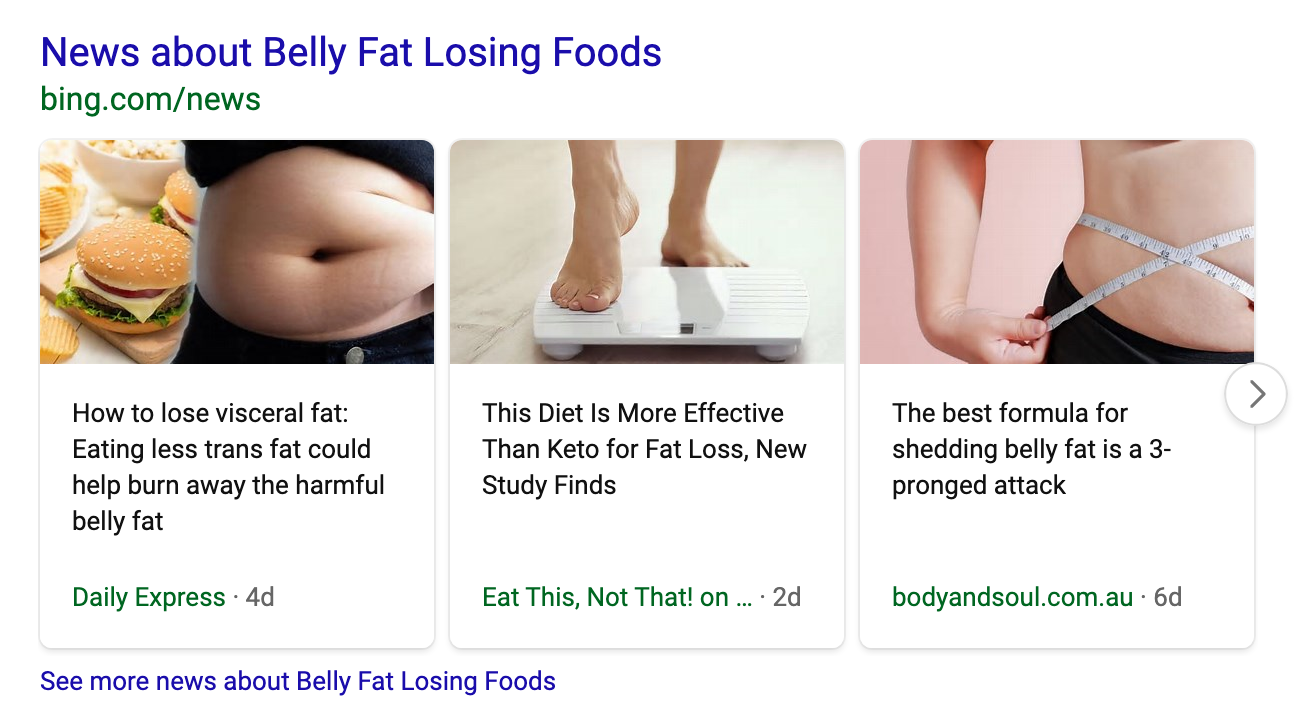 News about Belly Fat Losing Foods
bing.com/news
How to lose visceral fat:
Eating less trans fat could
help burn away the harmful
belly fat
Daily Express · 4d
This Diet Is More Effective
Than Keto for Fat Loss, New
Study Finds
Eat This, Not That! on ... · 2d
The best formula for
shedding belly fat is a 3-
pronged attack
bodyandsoul.com.au · 6d
See more news about Belly Fat Losing Foods